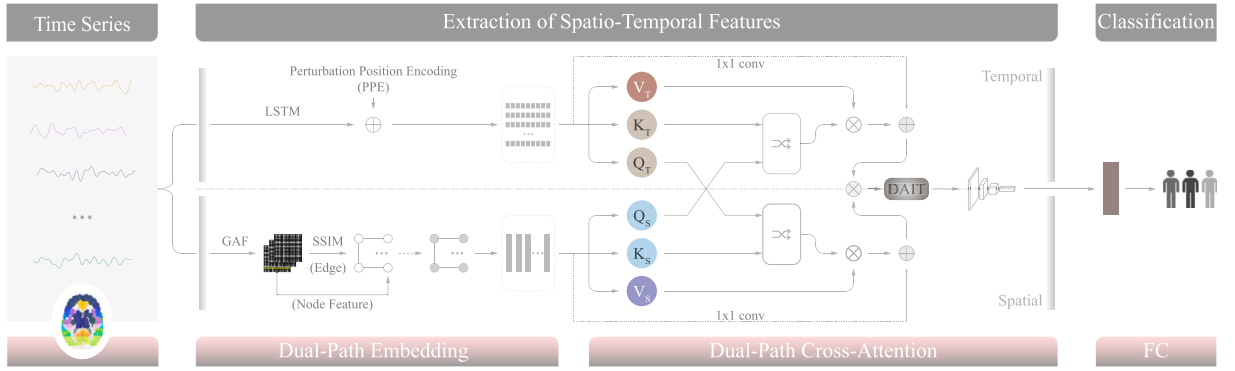 Time Series
Extraction of Spatio-Temporal Features
Classification
Perturbation Position Encoding
(PPE)
LSTM
1x1 conv
Temporal
V_T
K_T
Q_T
...
...
DAIT
GAF
SSIM
(Edge)
(Node Feature)
...
...
...
Q_S
K_S
V_S
1x1 conv
Spatial
Dual-Path Embedding
Dual-Path Cross-Attention
FC